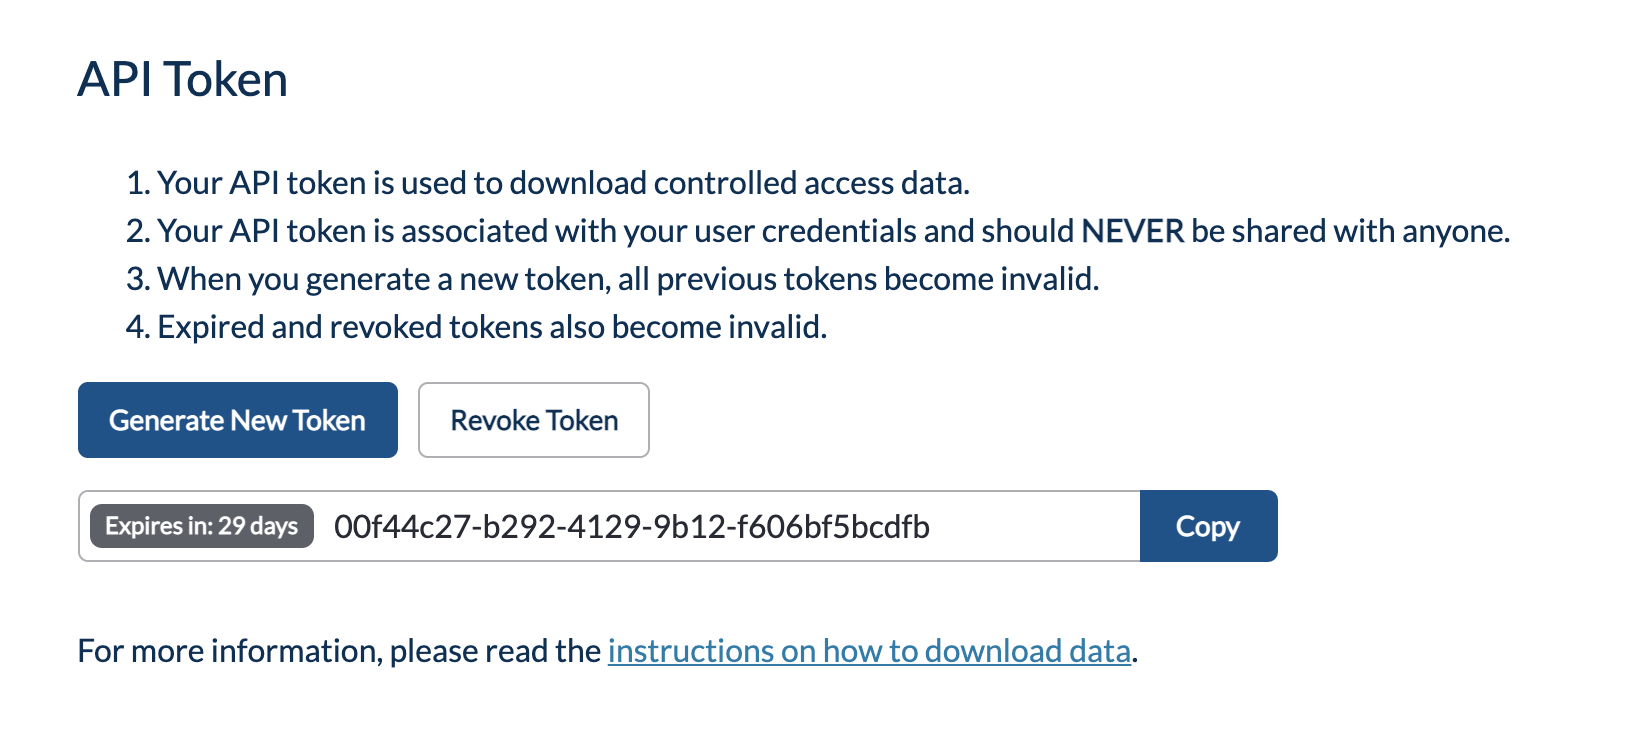 API Token
1. Your API token is used to download controlled access data.
2. Your API token is associated with your user credentials and should NEVER be shared with anyone.
3. When you generate a new token, all previous tokens become invalid.
4. Expired and revoked tokens also become invalid.
Generate New Token Revoke Token
Expires in: 29 days 00f44c27-b292-4129-9b12-f606bf5bcdfb Copy
For more information, please read the instructions on how to download data.